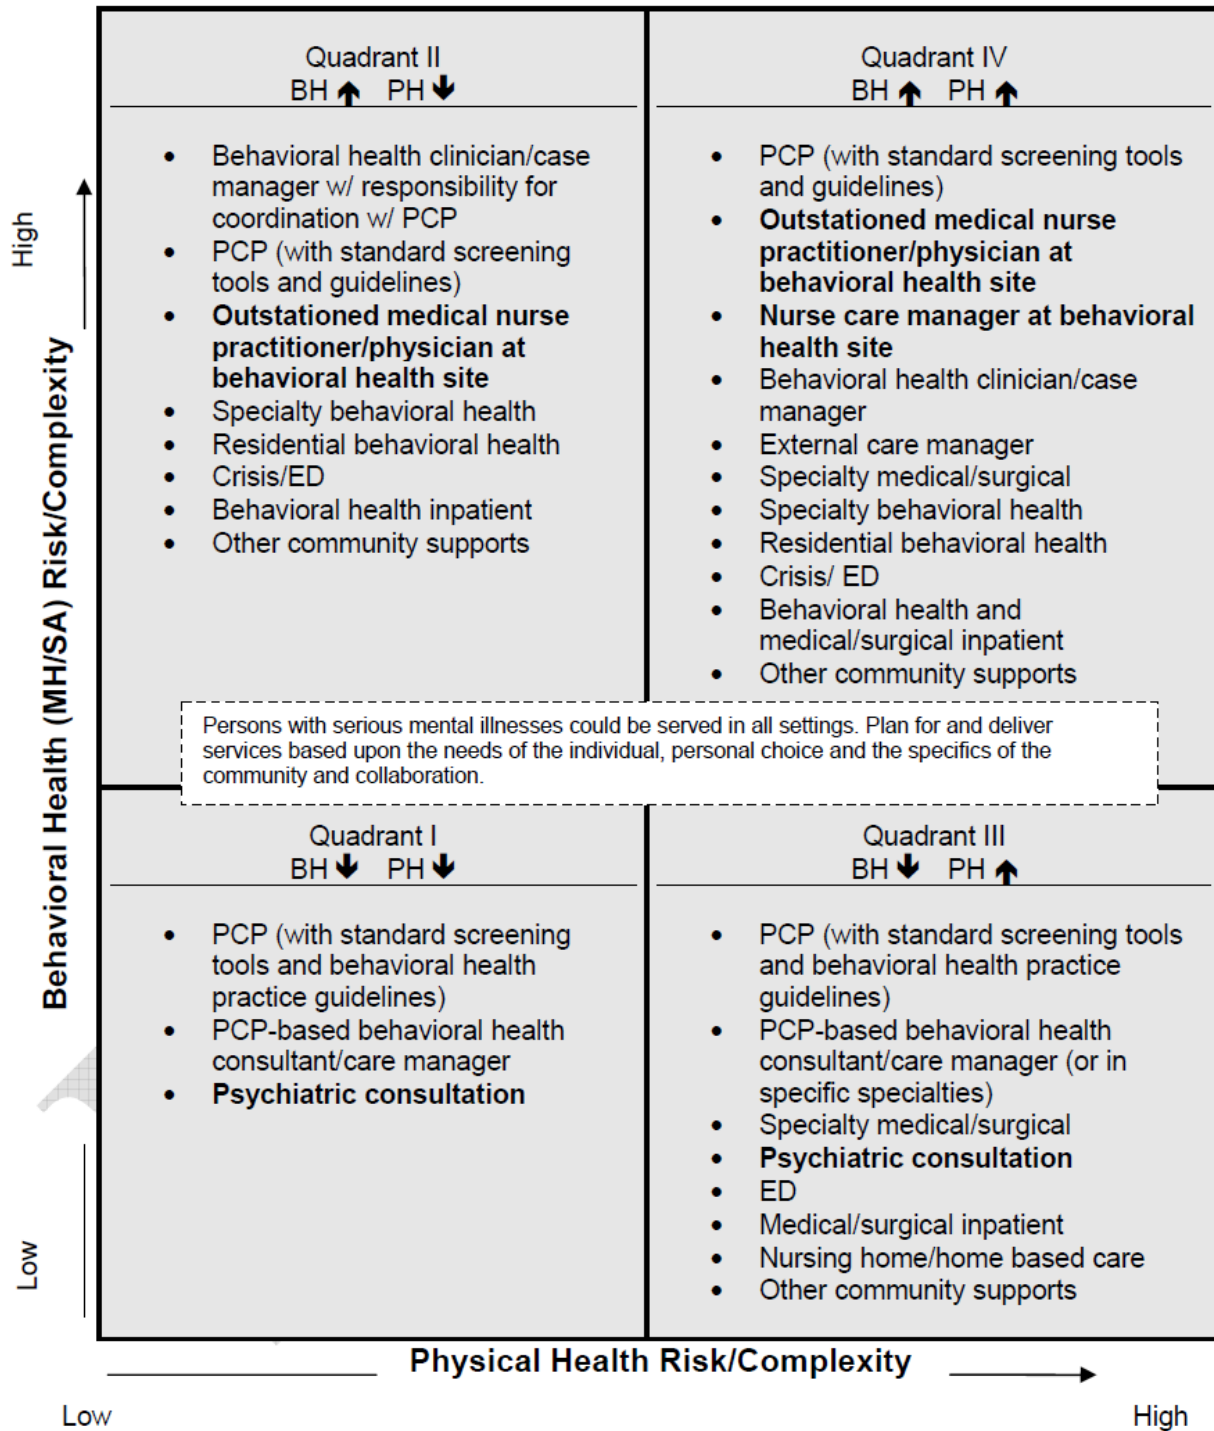 Quadrant II
BH 🡹 PH 🡻
• Behavioral health clinician/case
manager w/ responsibility for
coordination w/ PCP
• PCP (with standard screening
tools and guidelines)
• Outstationed medical nurse
practitioner/physician at
behavioral health site
• Specialty behavioral health
• Residential behavioral health
• Crisis/ED
• Behavioral health inpatient
• Other community supports
Quadrant IV
BH 🡹 PH 🡹
• PCP (with standard screening tools
and guidelines)
• Outstationed medical nurse
practitioner/physician at
behavioral health site
• Nurse care manager at behavioral
health site
• Behavioral health clinician/case
manager
• External care manager
• Specialty medical/surgical
• Specialty behavioral health
• Residential behavioral health
• Crisis/ ED
• Behavioral health and
medical/surgical inpatient
• Other community supports
Persons with serious mental illnesses could be served in all settings. Plan for and deliver
services based upon the needs of the individual, personal choice and the specifics of the
community and collaboration.
Quadrant I
BH 🡻 PH 🡻
• PCP (with standard screening
tools and behavioral health
practice guidelines)
• PCP-based behavioral health
consultant/care manager
• Psychiatric consultation
Quadrant III
BH 🡻 PH 🡹
• PCP (with standard screening tools
and behavioral health practice
guidelines)
• PCP-based behavioral health
consultant/care manager (or in
specific specialties)
• Specialty medical/surgical
• Psychiatric consultation
• ED
• Medical/surgical inpatient
• Nursing home/home based care
• Other community supports
High
Behavioral Health (MH/SA) Risk/Complexity
Low
Physical Health Risk/Complexity
Low
High